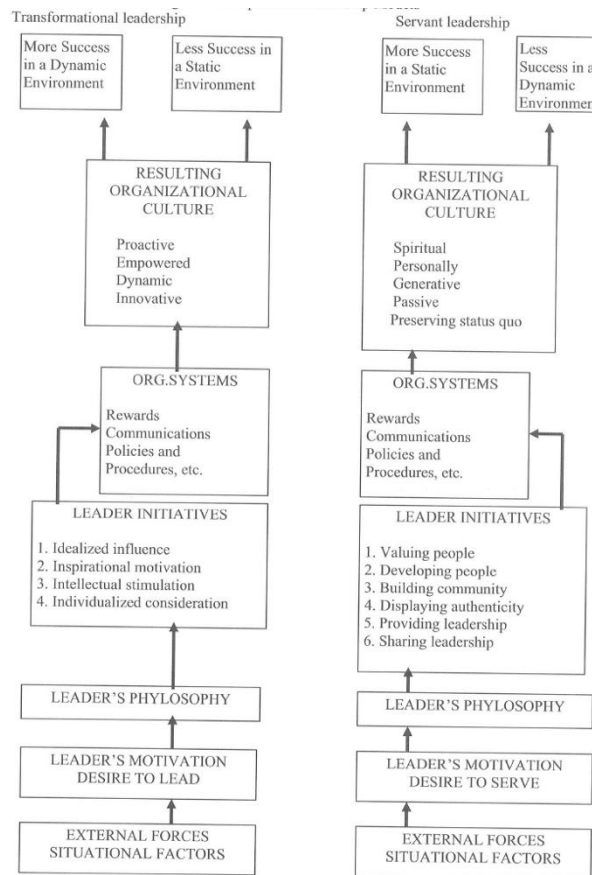 Transformational leadership
More Success
in a Dynamic
Environment
Less Success in
a Static
Environment
RESULTING
ORGANIZATIONAL
CULTURE
Proactive
Empowered
Dynamic
Innovative
ORG.SYSTEMS
Rewards
Communications
Policies and
Procedures, etc.
LEADER INITIATIVES
1. Idealized influence
2. Inspirational motivation
3. Intellectual stimulation
4. Individualized consideration
LEADER'S PHYLOSOPHY
LEADER'S MOTIVATION
DESIRE TO LEAD
EXTERNAL FORCES
SITUATIONAL FACTORS
Servant leadership
More Success
in a Static
Environment
Less
Success in a
Dynamic
Environment
RESULTING
ORGANIZATIONAL
CULTURE
Spiritual
Personally
Generative
Passive
Preserving status quo
ORG.SYSTEMS
Rewards
Communications
Policies and
Procedures, etc.
LEADER INITIATIVES
1. Valuing people
2. Developing people
3. Building community
4. Displaying authenticity
5. Providing leadership
6. Sharing leadership
LEADER'S PHYLOSOPHY
LEADER'S MOTIVATION
DESIRE TO SERVE
EXTERNAL FORCES
SITUATIONAL FACTORS